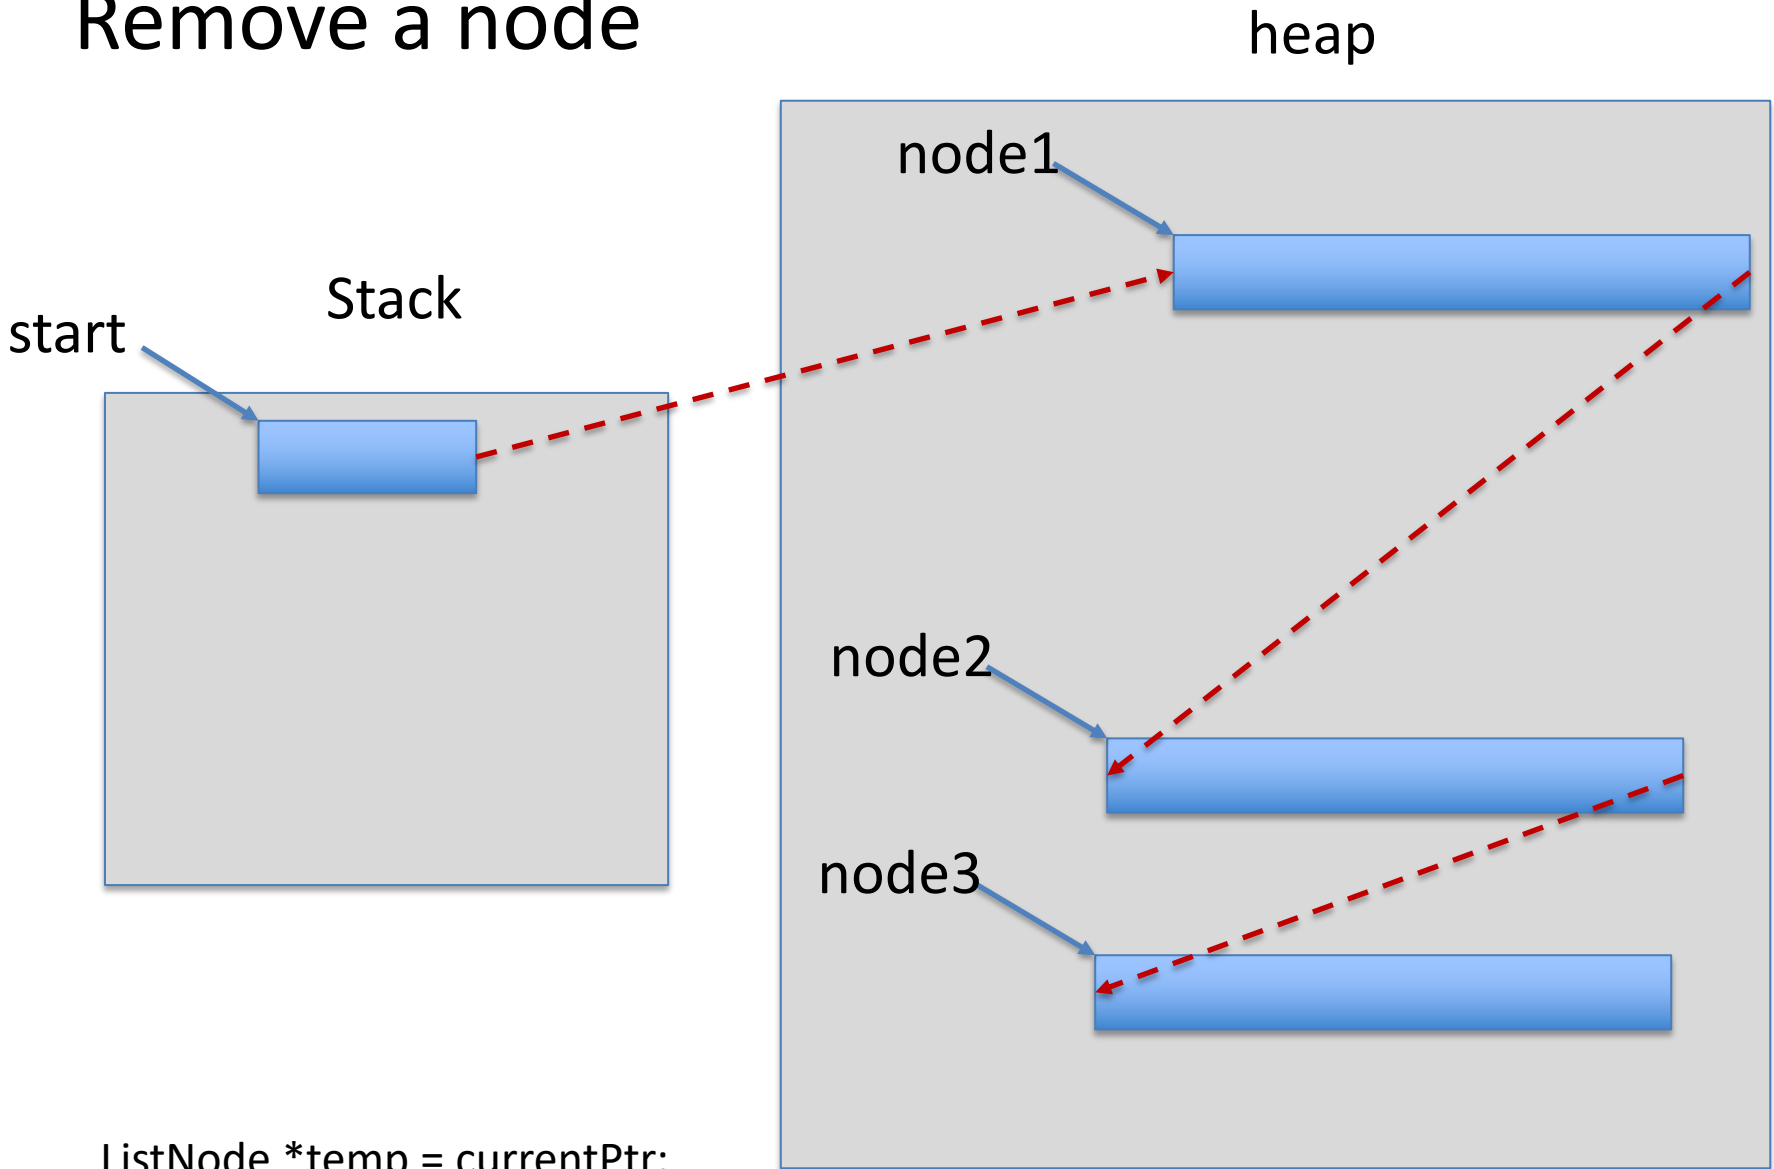 Remove a node
heap
node1
Stack
start
node2
node3
ListNode *temp = currentPtr;